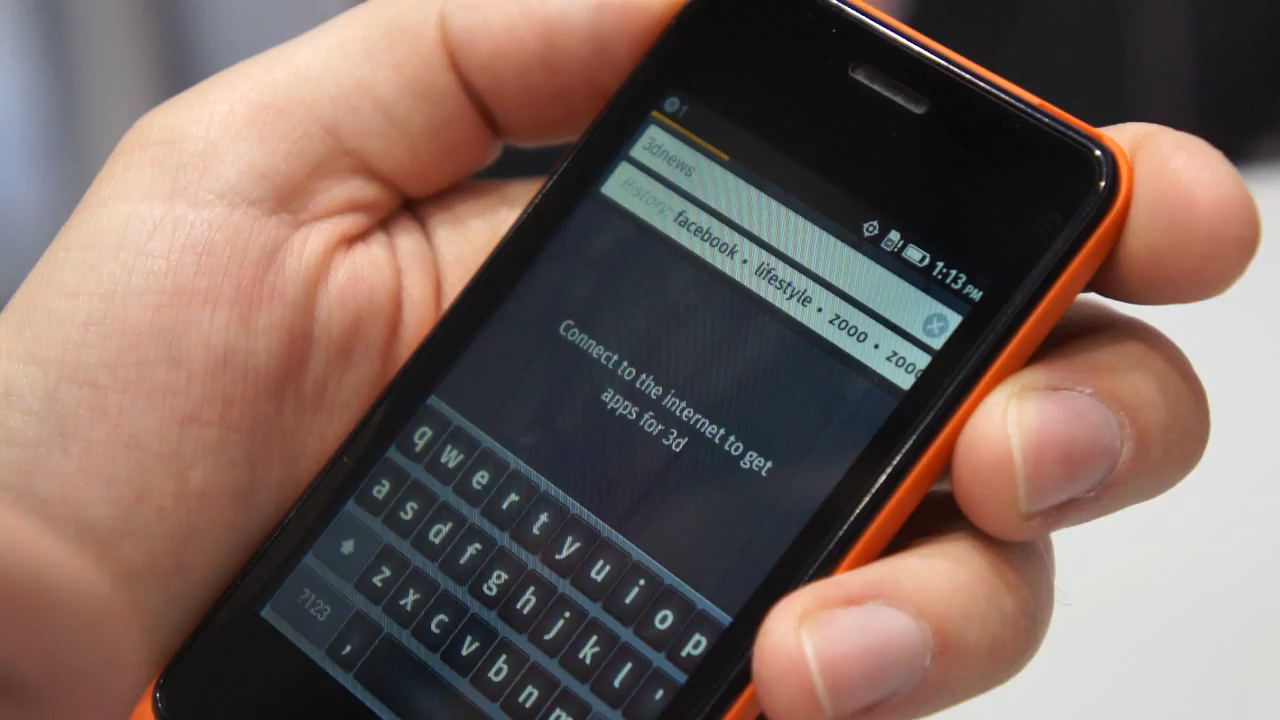 1
1:13 PM
3dnews
History: facebook • lifestyle • zooo • zooo
Connect to the internet to get
apps for 3d
q w e r t y u i o p
a s d f g h j k l '
z x c v b n m
?123 ,